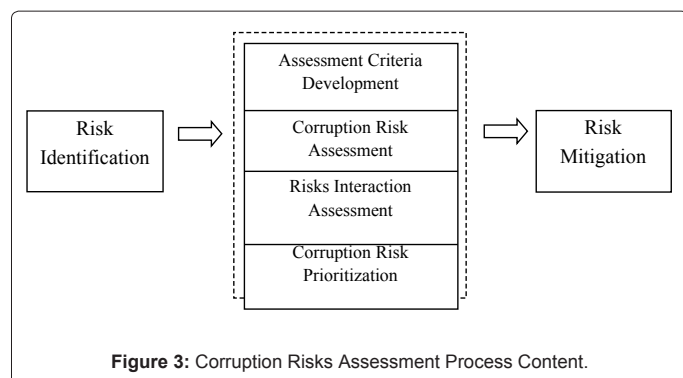 Risk
Identification
Assessment Criteria
Development
Corruption Risk
Assessment
Risks Interaction
Assessment
Corruption Risk
Prioritization
Risk
Mitigation
Figure 3: Corruption Risks Assessment Process Content.